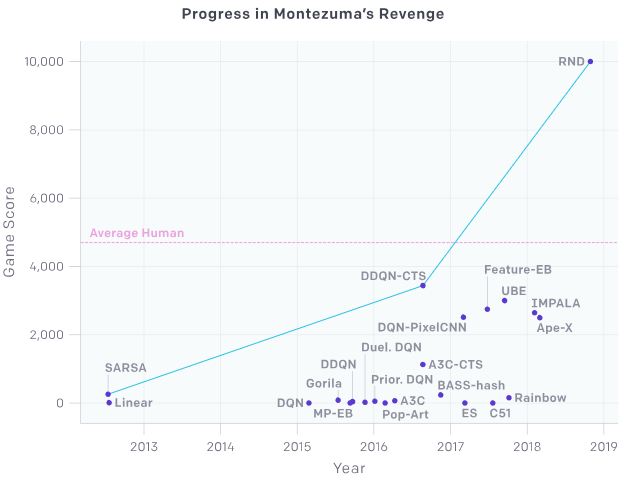 Progress in Montezuma's Revenge
10,000
RND
8,000
6,000
Average Human
Game Score
4,000
DDQN-CTS
Feature-EB
UBE
IMPALA
DQN-PixelCNN
Ape-X
2,000
Duel. DQN
SARSA
DDQN
A3C-CTS
Gorila
Prior. DQN
BASS-hash
0
Linear
DQN
A3C
Rainbow
MP-EB
Pop-Art
ES
C51
2013
2014
2015
2016
2017
2018
2019
Year